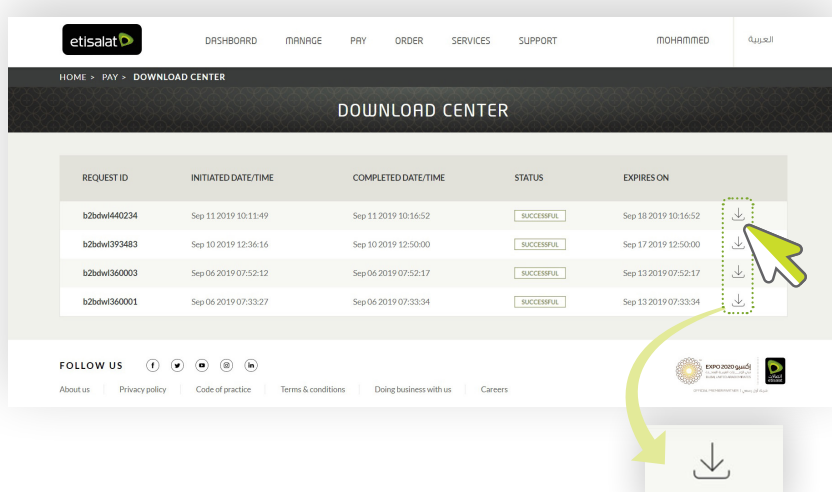 etisalat
DASHBOARD MANAGE PAY ORDER SERVICES SUPPORT MOHAMMED العربية
HOME > PAY > DOWNLOAD CENTER
DOWNLOAD CENTER
REQUEST ID INITIATED DATE/TIME COMPLETED DATE/TIME STATUS EXPIRES ON
b2bdwl440234 Sep 11 2019 10:11:49 Sep 11 2019 10:16:52 SUCCESSFUL Sep 18 2019 10:16:52
b2bdwl393483 Sep 10 2019 12:36:16 Sep 10 2019 12:50:00 SUCCESSFUL Sep 17 2019 12:50:00
b2bdwl360003 Sep 06 2019 07:52:12 Sep 06 2019 07:52:17 SUCCESSFUL Sep 13 2019 07:52:17
b2bdwl360001 Sep 06 2019 07:33:27 Sep 06 2019 07:33:34 SUCCESSFUL Sep 13 2019 07:33:34
FOLLOW US
EXPO 2020 إكسبو
اتصالات
etisalat
About us Privacy policy Code of practice Terms & conditions Doing business with us Careers